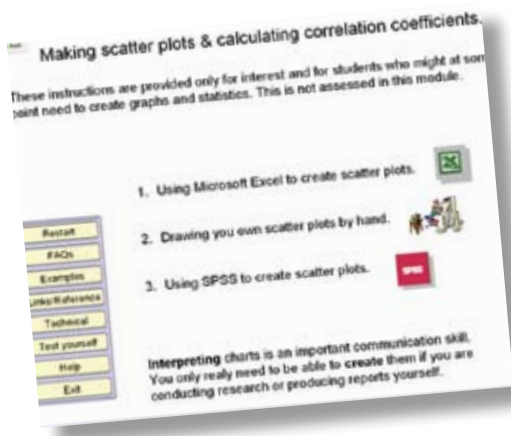 Making scatter plots & calculating correlation coefficients.
These instructions are provided only for interest and for students who might at som
point need to create graphs and statistics. This is not assessed in this module.
1. Using Microsoft Excel to create scatter plots.
2. Drawing you own scatter plots by hand.
3. Using SPSS to create scatter plots.
SPSS
Restart
FAQs
Examples
Links/Reference
Technical
Test yourself
Help
Exit
Interpreting charts is an important communication skill.
You only really need to be able to create them if you are
conducting research or producing reports yourself.